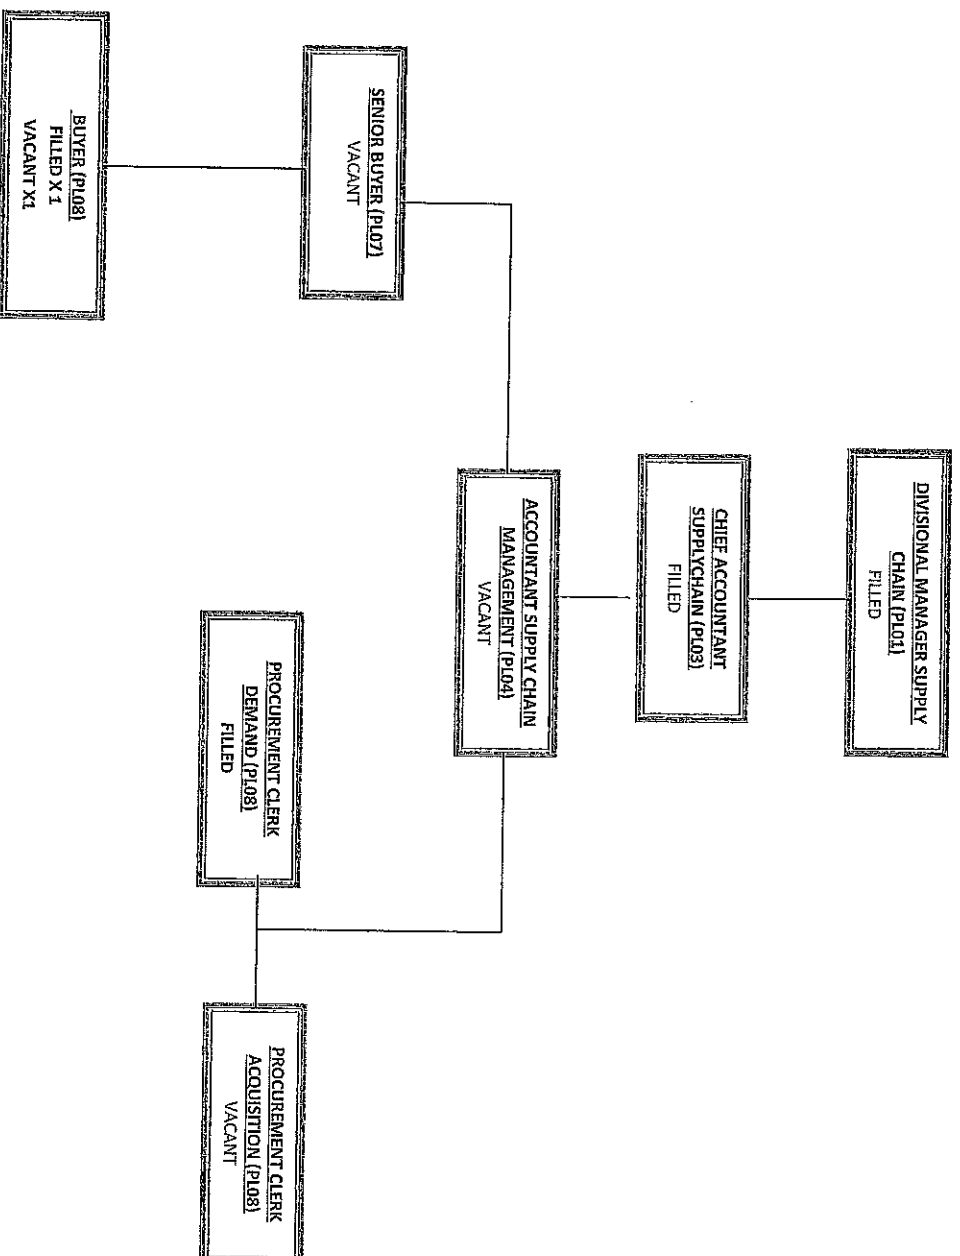 DIVISIONAL MANAGER SUPPLY
CHAIN (PL01)
FILLED
CHIEF ACCOUNTANT
SUPPLYCHAIN (PL03)
FILLED
ACCOUNTANT SUPPLY CHAIN
MANAGEMENT (PL04)
VACANT
SENIOR BUYER (PL07)
VACANT
BUYER (PL08)
FILLED X 1
VACANT X1
PROCUREMENT CLERK
DEMAND (PL08)
FILLED
PROCUREMENT CLERK
ACQUISITION (PL08)
VACANT